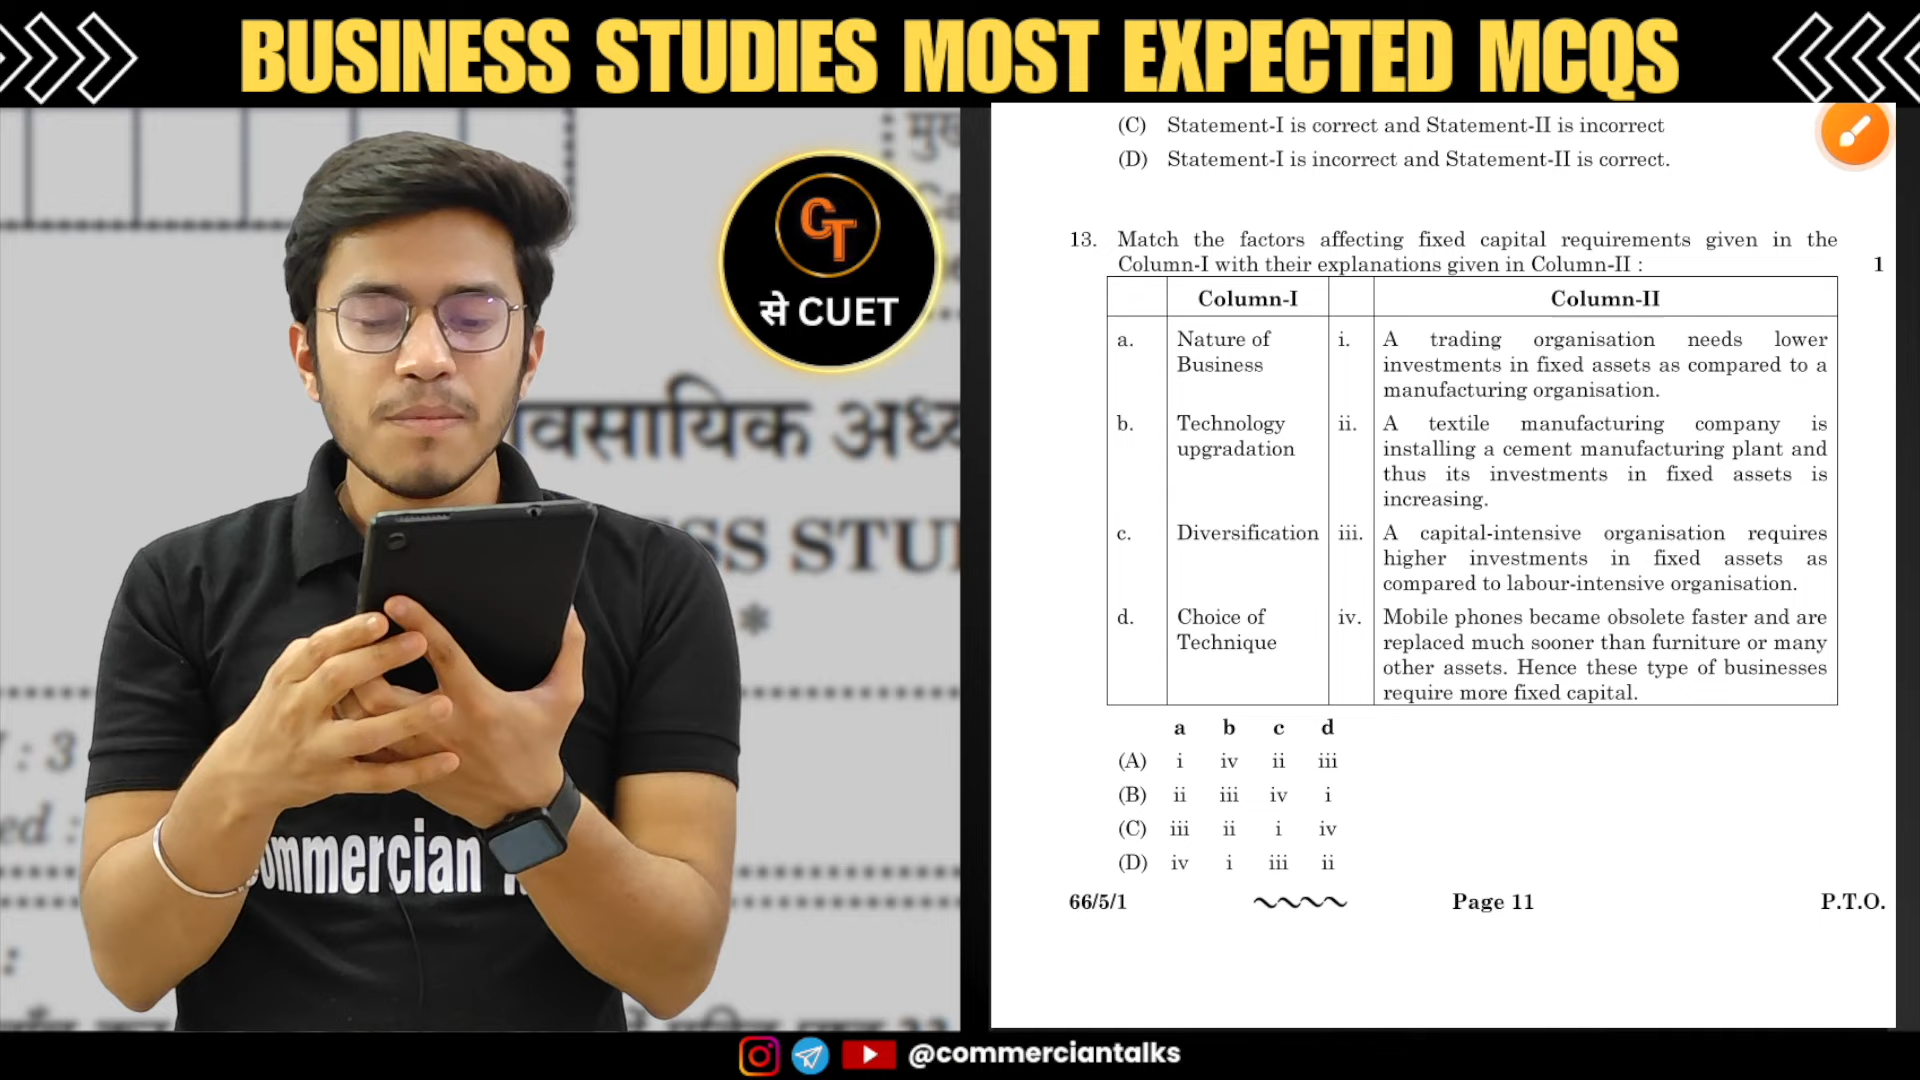 BUSINESS STUDIES MOST EXPECTED MCQS
CT
से CUET
ommercian
(C) Statement-I is correct and Statement-II is incorrect
(D) Statement-I is incorrect and Statement-II is correct.
13. Match the factors affecting fixed capital requirements given in the
Column-I with their explanations given in Column-II : 1
Column-I Column-II
a. Nature of
Business
i. A trading organisation needs lower
investments in fixed assets as compared to a
manufacturing organisation.
b. Technology
upgradation
ii. A textile manufacturing company is
installing a cement manufacturing plant and
thus its investments in fixed assets is
increasing.
c. Diversification
iii. A capital-intensive organisation requires
higher investments in fixed assets as
compared to labour-intensive organisation.
d. Choice of
Technique
iv. Mobile phones became obsolete faster and are
replaced much sooner than furniture or many
other assets. Hence these type of businesses
require more fixed capital.
a b c d
(A) i iv ii iii
(B) ii iii iv i
(C) iii ii i iv
(D) iv i iii ii
66/5/1 Page 11 P.T.O.
@commerciantalks